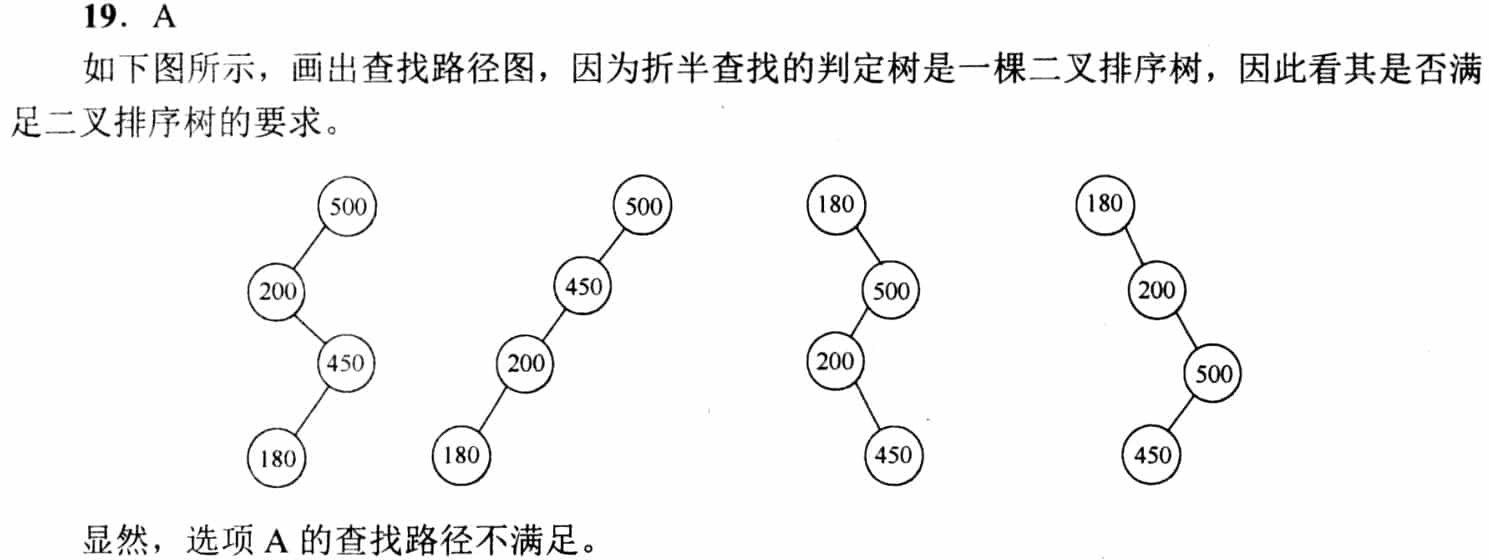 19. A
如下图所示，画出查找路径图，因为折半查找的判定树是一棵二叉排序树，因此看其是否满
足二叉排序树的要求。
500 500 180 180
200 450 500 200
450 200 200 500
180 180 450 450
显然，选项 A 的查找路径不满足。